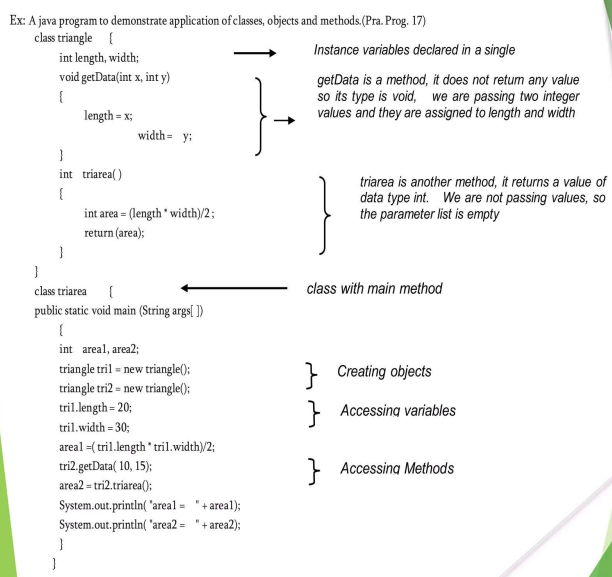 Ex: A java program to demonstrate application of classes, objects and methods.(Pra. Prog. 17)
class triangle {
int length, width;
Instance variables declared in a single
void getData(int x, int y)
{
length = x;
width = y;
}
getData is a method, it does not return any value
so its type is void, we are passing two integer
values and they are assigned to length and width
int triarea( )
{
int area = (length * width)/2 ;
return (area);
}
triarea is another method, it returns a value of
data type int. We are not passing values, so
the parameter list is empty
}
class triarea {
class with main method
public static void main (String args[ ])
{
int area1, area2;
triangle tri1 = new triangle();
triangle tri2 = new triangle();
Creating objects
tri1.length = 20;
tri1.width = 30;
Accessing variables
area1 =( tri1.length * tri1.width)/2;
tri2.getData( 10, 15);
area2 = tri2.triarea();
Accessing Methods
System.out.println( "area1 = " + area1);
System.out.println( "area2 = " + area2);
}
}